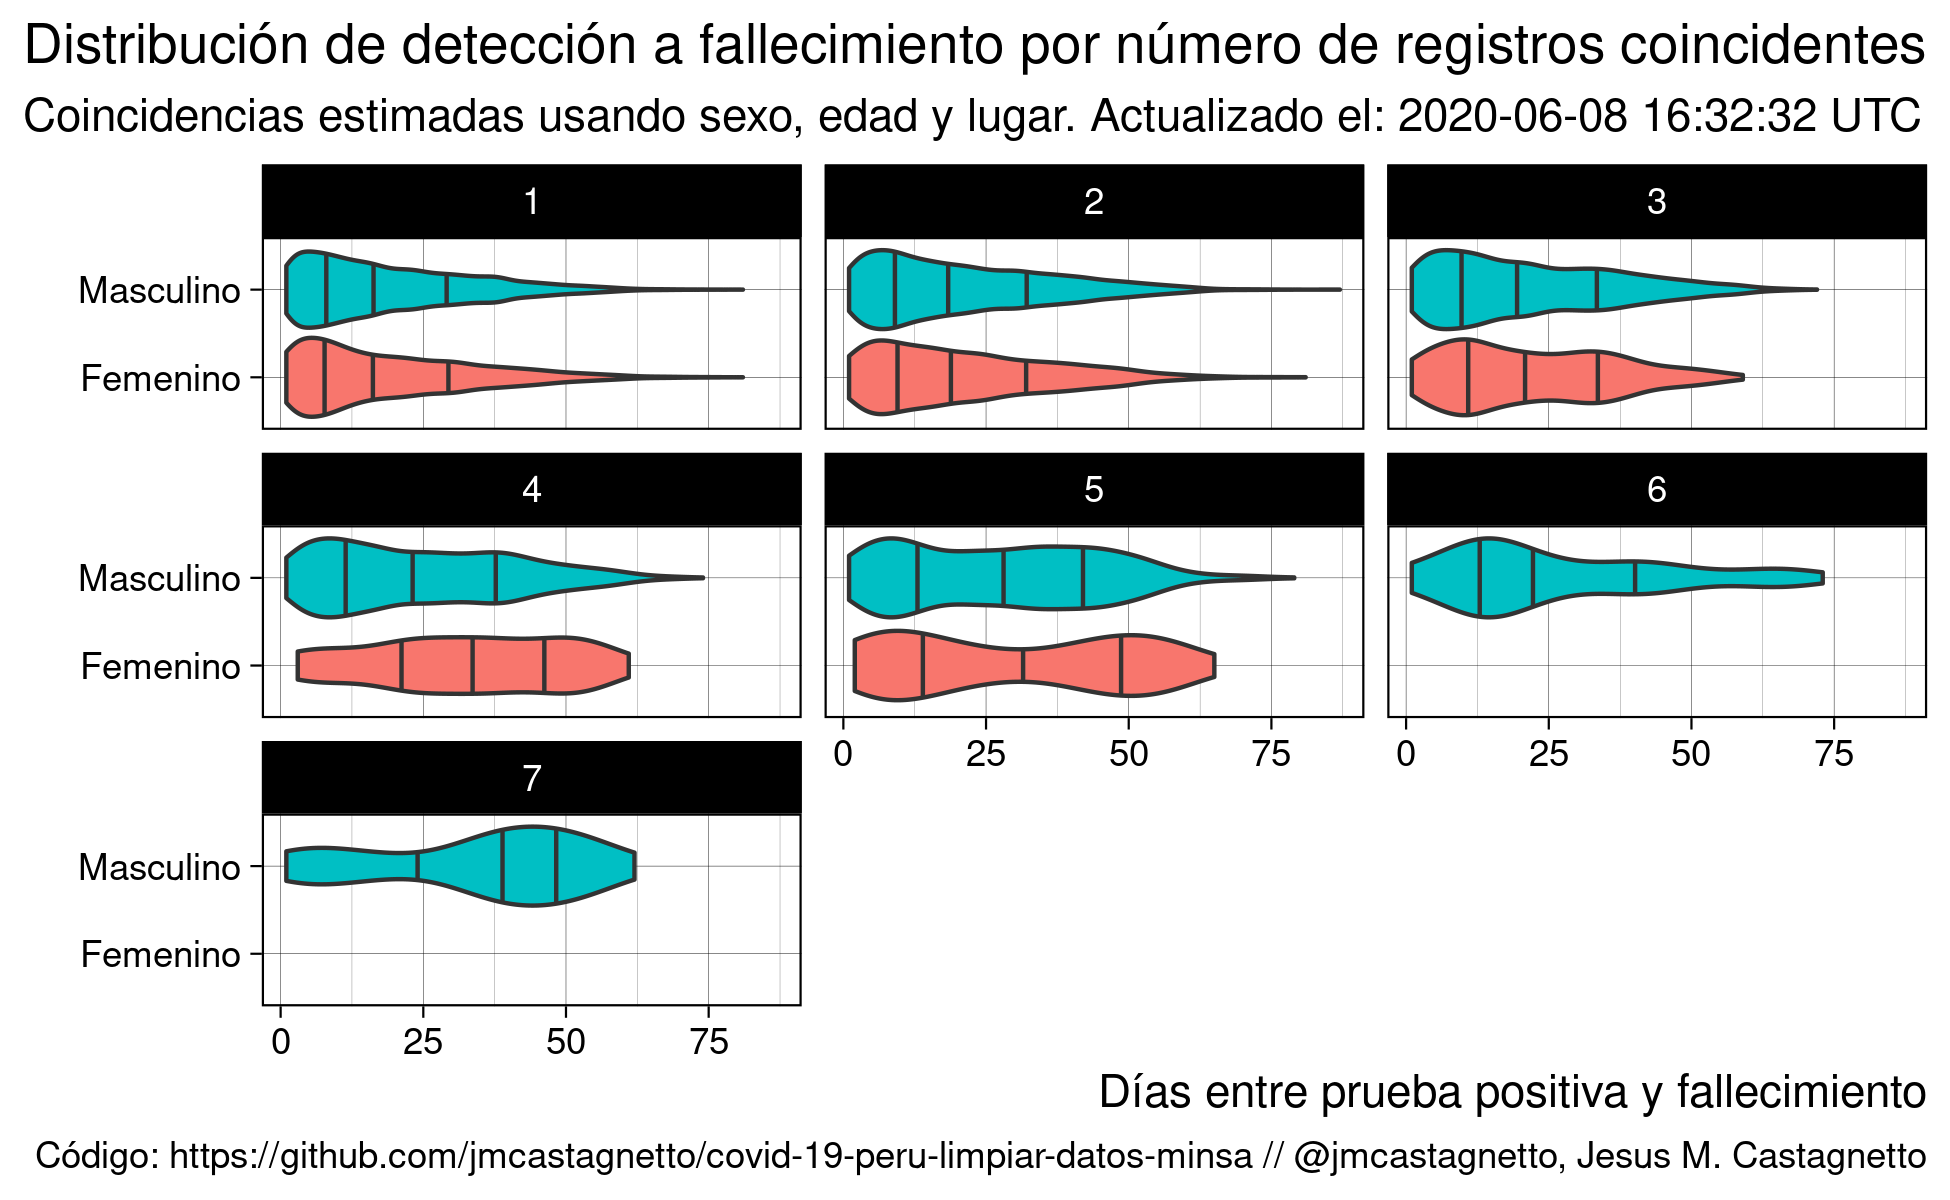 Distribución de detección a fallecimiento por número de registros coincidentes
Coincidencias estimadas usando sexo, edad y lugar. Actualizado el: 2020-06-08 16:32:32 UTC
1 2 3
Masculino
Femenino
4 5 6
Masculino
Femenino
0 25 50 75 0 25 50 75
7
Masculino
Femenino
0 25 50 75
Días entre prueba positiva y fallecimiento
Código: https://github.com/jmcastagnetto/covid-19-peru-limpiar-datos-minsa // @jmcastagnetto, Jesus M. Castagnetto